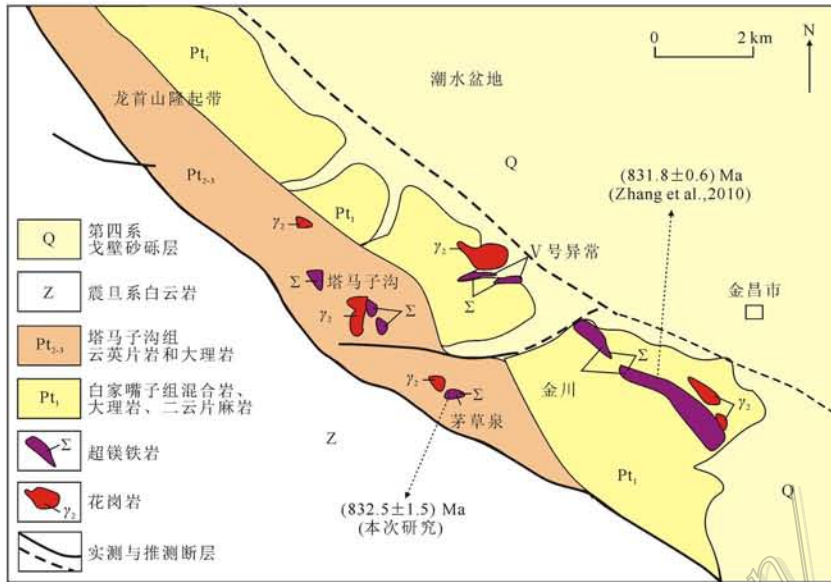 Pt₁
0 2 km
N
潮水盆地
龙首山隆起带
Q
Pt₂₋₃
(831.8±0.6) Ma
(Zhang et al.,2010)
Pt₁
γ₂
γ₂
V号异常
Σ
塔马子沟
Σ
金昌市
γ₂
Σ
Σ
金川
γ₂
Σ
γ₂
茅草泉
Z
Pt₁
Q
(832.5±1.5) Ma
(本次研究)
Q 第四系
戈壁砂砾层
Z 震旦系白云岩
Pt₂₋₃ 塔马子沟组
云英片岩和大理岩
Pt₁ 白家嘴子组混合岩、
大理岩、二云片麻岩
Σ 超镁铁岩
γ₂ 花岗岩
实测与推测断层